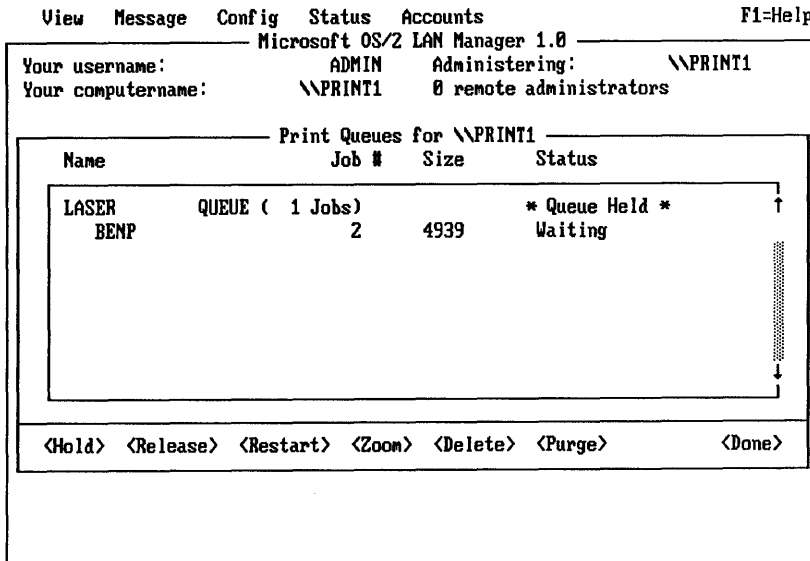 View Message Config Status Accounts F1=Help
Microsoft OS/2 LAN Manager 1.0
Your username: ADMIN Administering: \\PRINT1
Your computername: \\PRINT1 0 remote administrators
Print Queues for \\PRINT1
Name Job # Size Status
LASER QUEUE ( 1 Jobs) * Queue Held *
BENP 2 4939 Waiting
<Hold> <Release> <Restart> <Zoom> <Delete> <Purge> <Done>